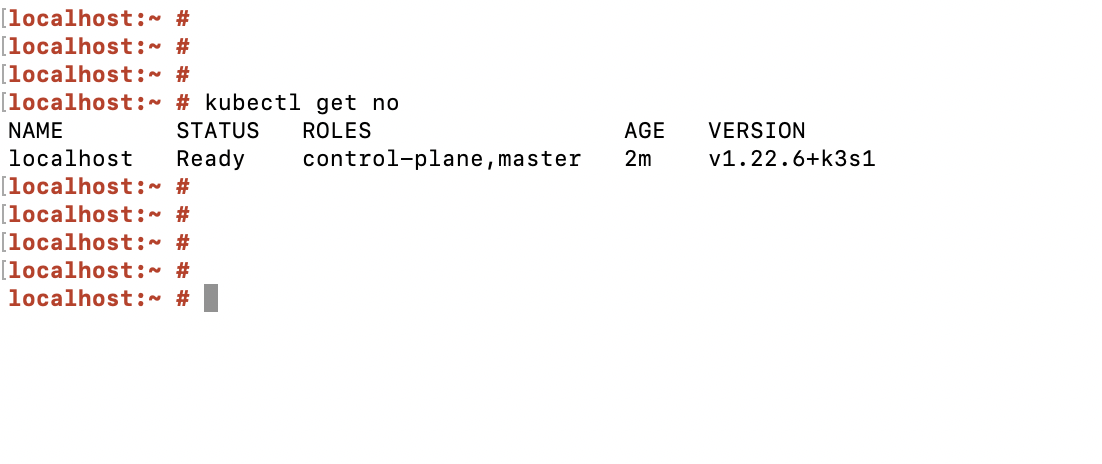 [localhost:~ #
[localhost:~ #
[localhost:~ #
[localhost:~ # kubectl get no
NAME        STATUS   ROLES                  AGE   VERSION
localhost   Ready    control-plane,master   2m    v1.22.6+k3s1
[localhost:~ #
[localhost:~ #
[localhost:~ #
[localhost:~ #
localhost:~ #